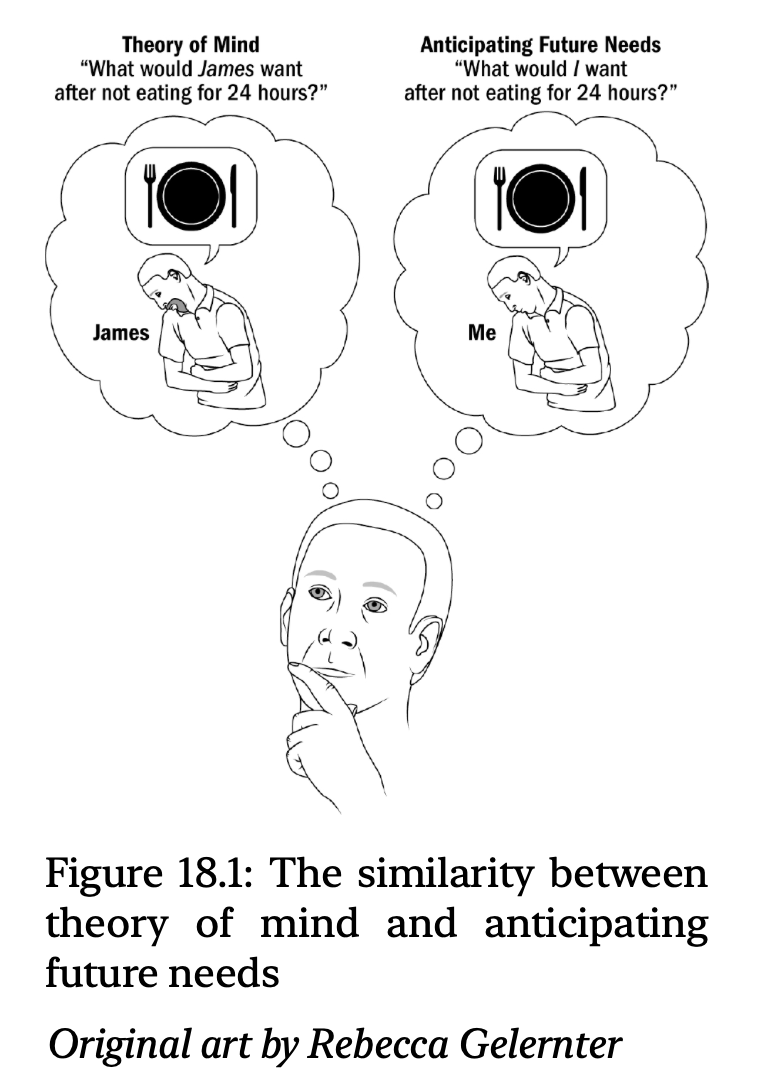 Theory of Mind
“What would James want
after not eating for 24 hours?”
Anticipating Future Needs
“What would I want
after not eating for 24 hours?”
James
Me
Figure 18.1: The similarity between
theory of mind and anticipating
future needs
Original art by Rebecca Gelernter